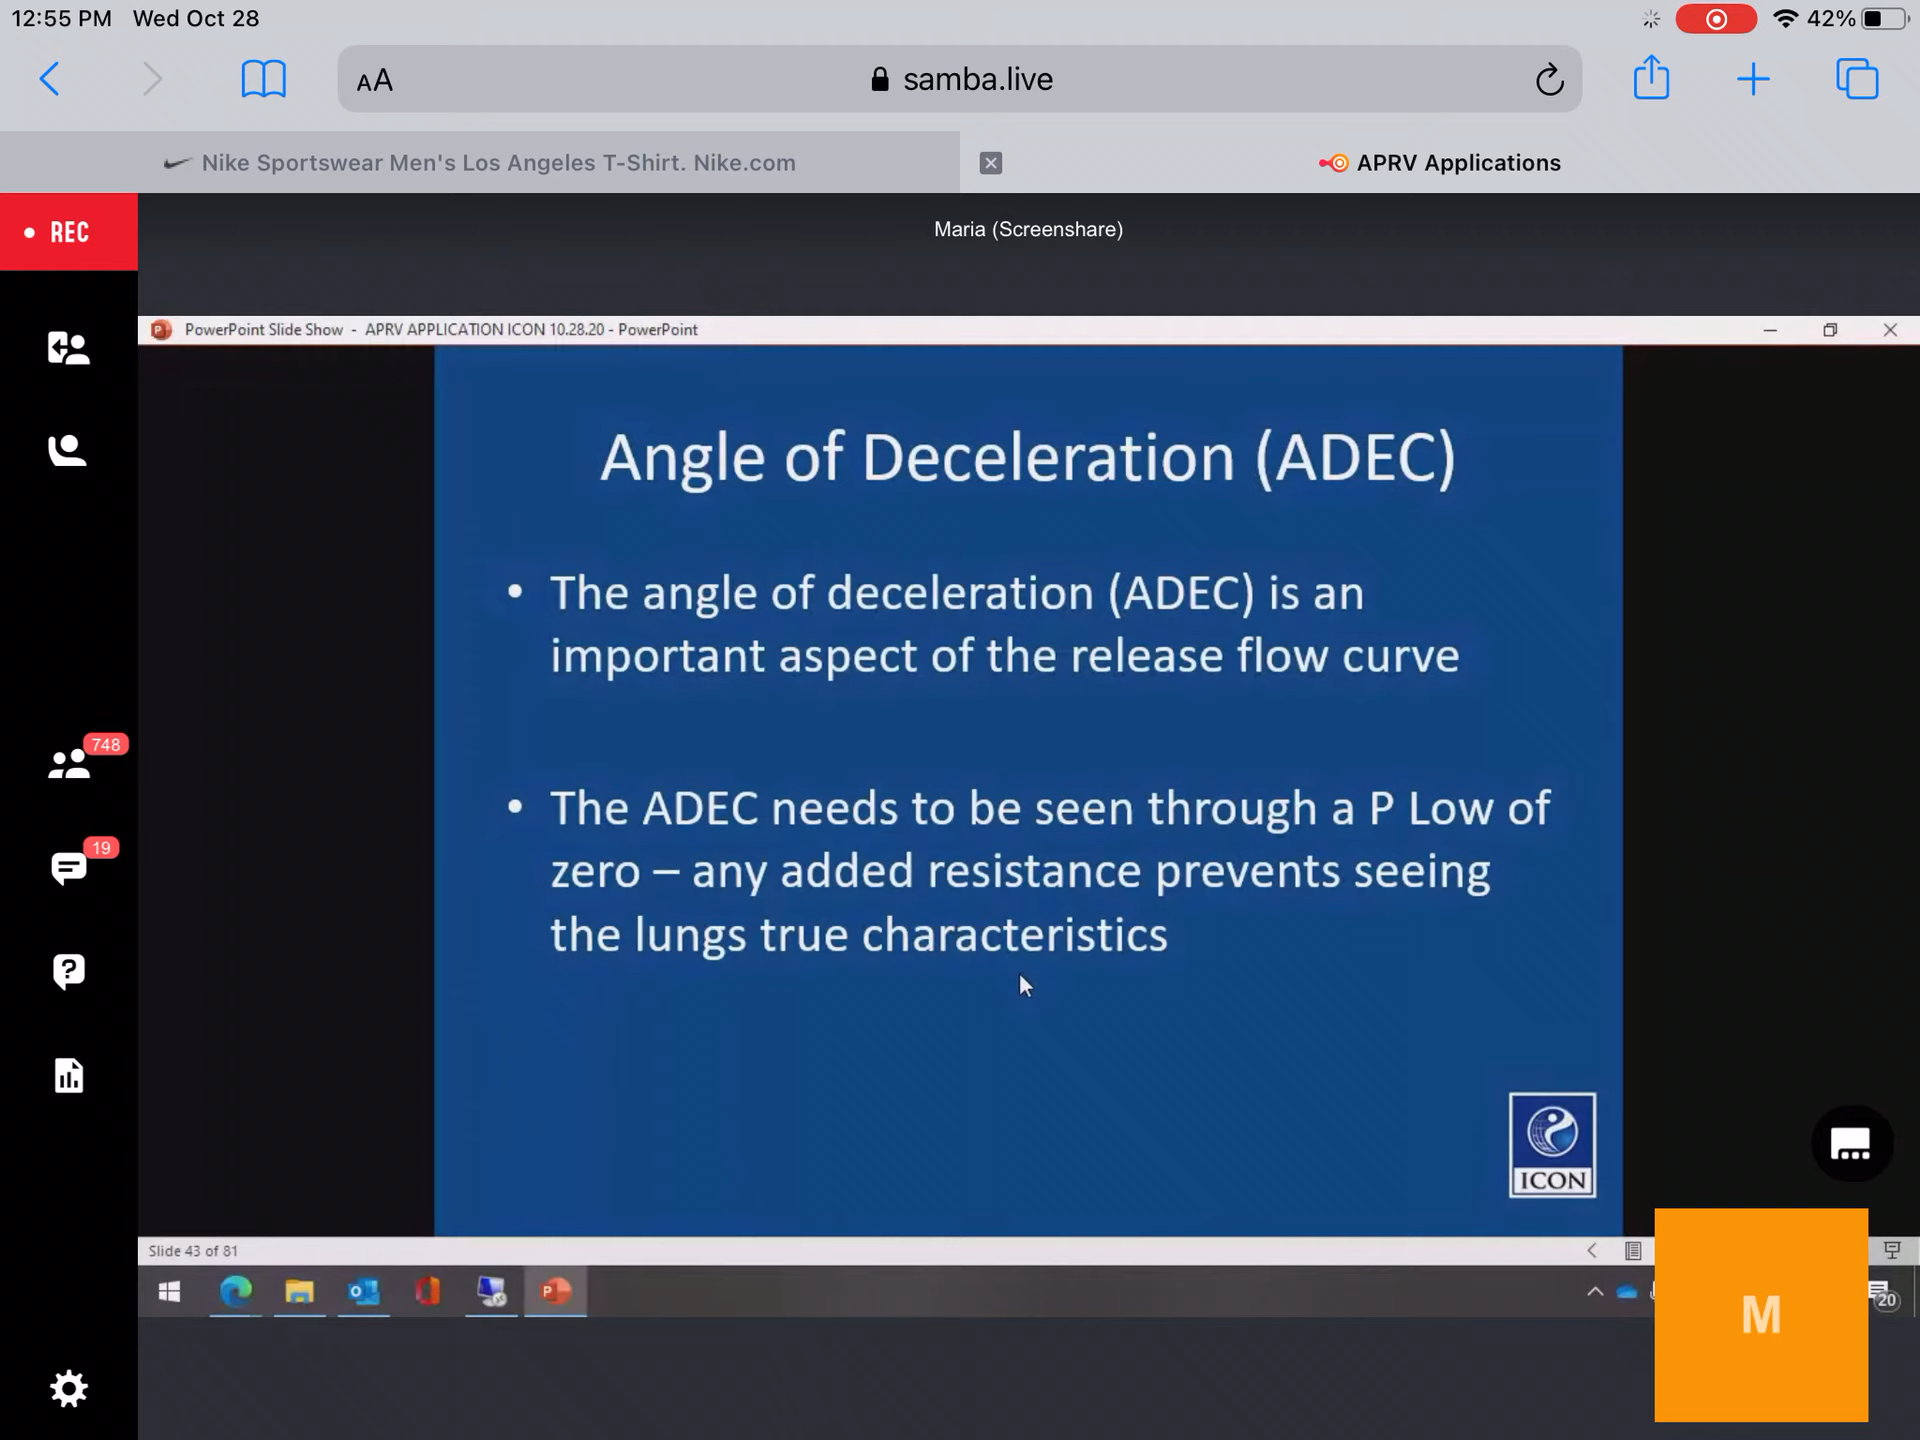 12:55 PM Wed Oct 28
42%
AA
samba.live
Nike Sportswear Men's Los Angeles T-Shirt. Nike.com
APRV Applications
REC
Maria (Screenshare)
PowerPoint Slide Show - APRV APPLICATION ICON 10.28.20 - PowerPoint
Angle of Deceleration (ADEC)
• The angle of deceleration (ADEC) is an
important aspect of the release flow curve
748
• The ADEC needs to be seen through a P Low of
zero – any added resistance prevents seeing
the lungs true characteristics
19
?
ICON
Slide 43 of 81
20
M